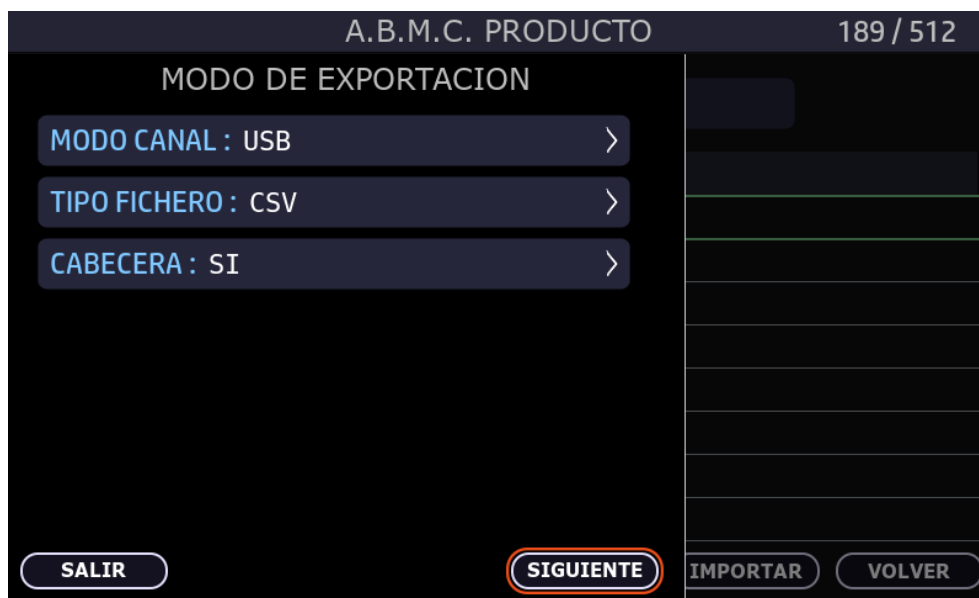 A.B.M.C. PRODUCTO 189 / 512
MODO DE EXPORTACION
MODO CANAL : USB
TIPO FICHERO : CSV
CABECERA : SI
SALIR SIGUIENTE IMPORTAR VOLVER